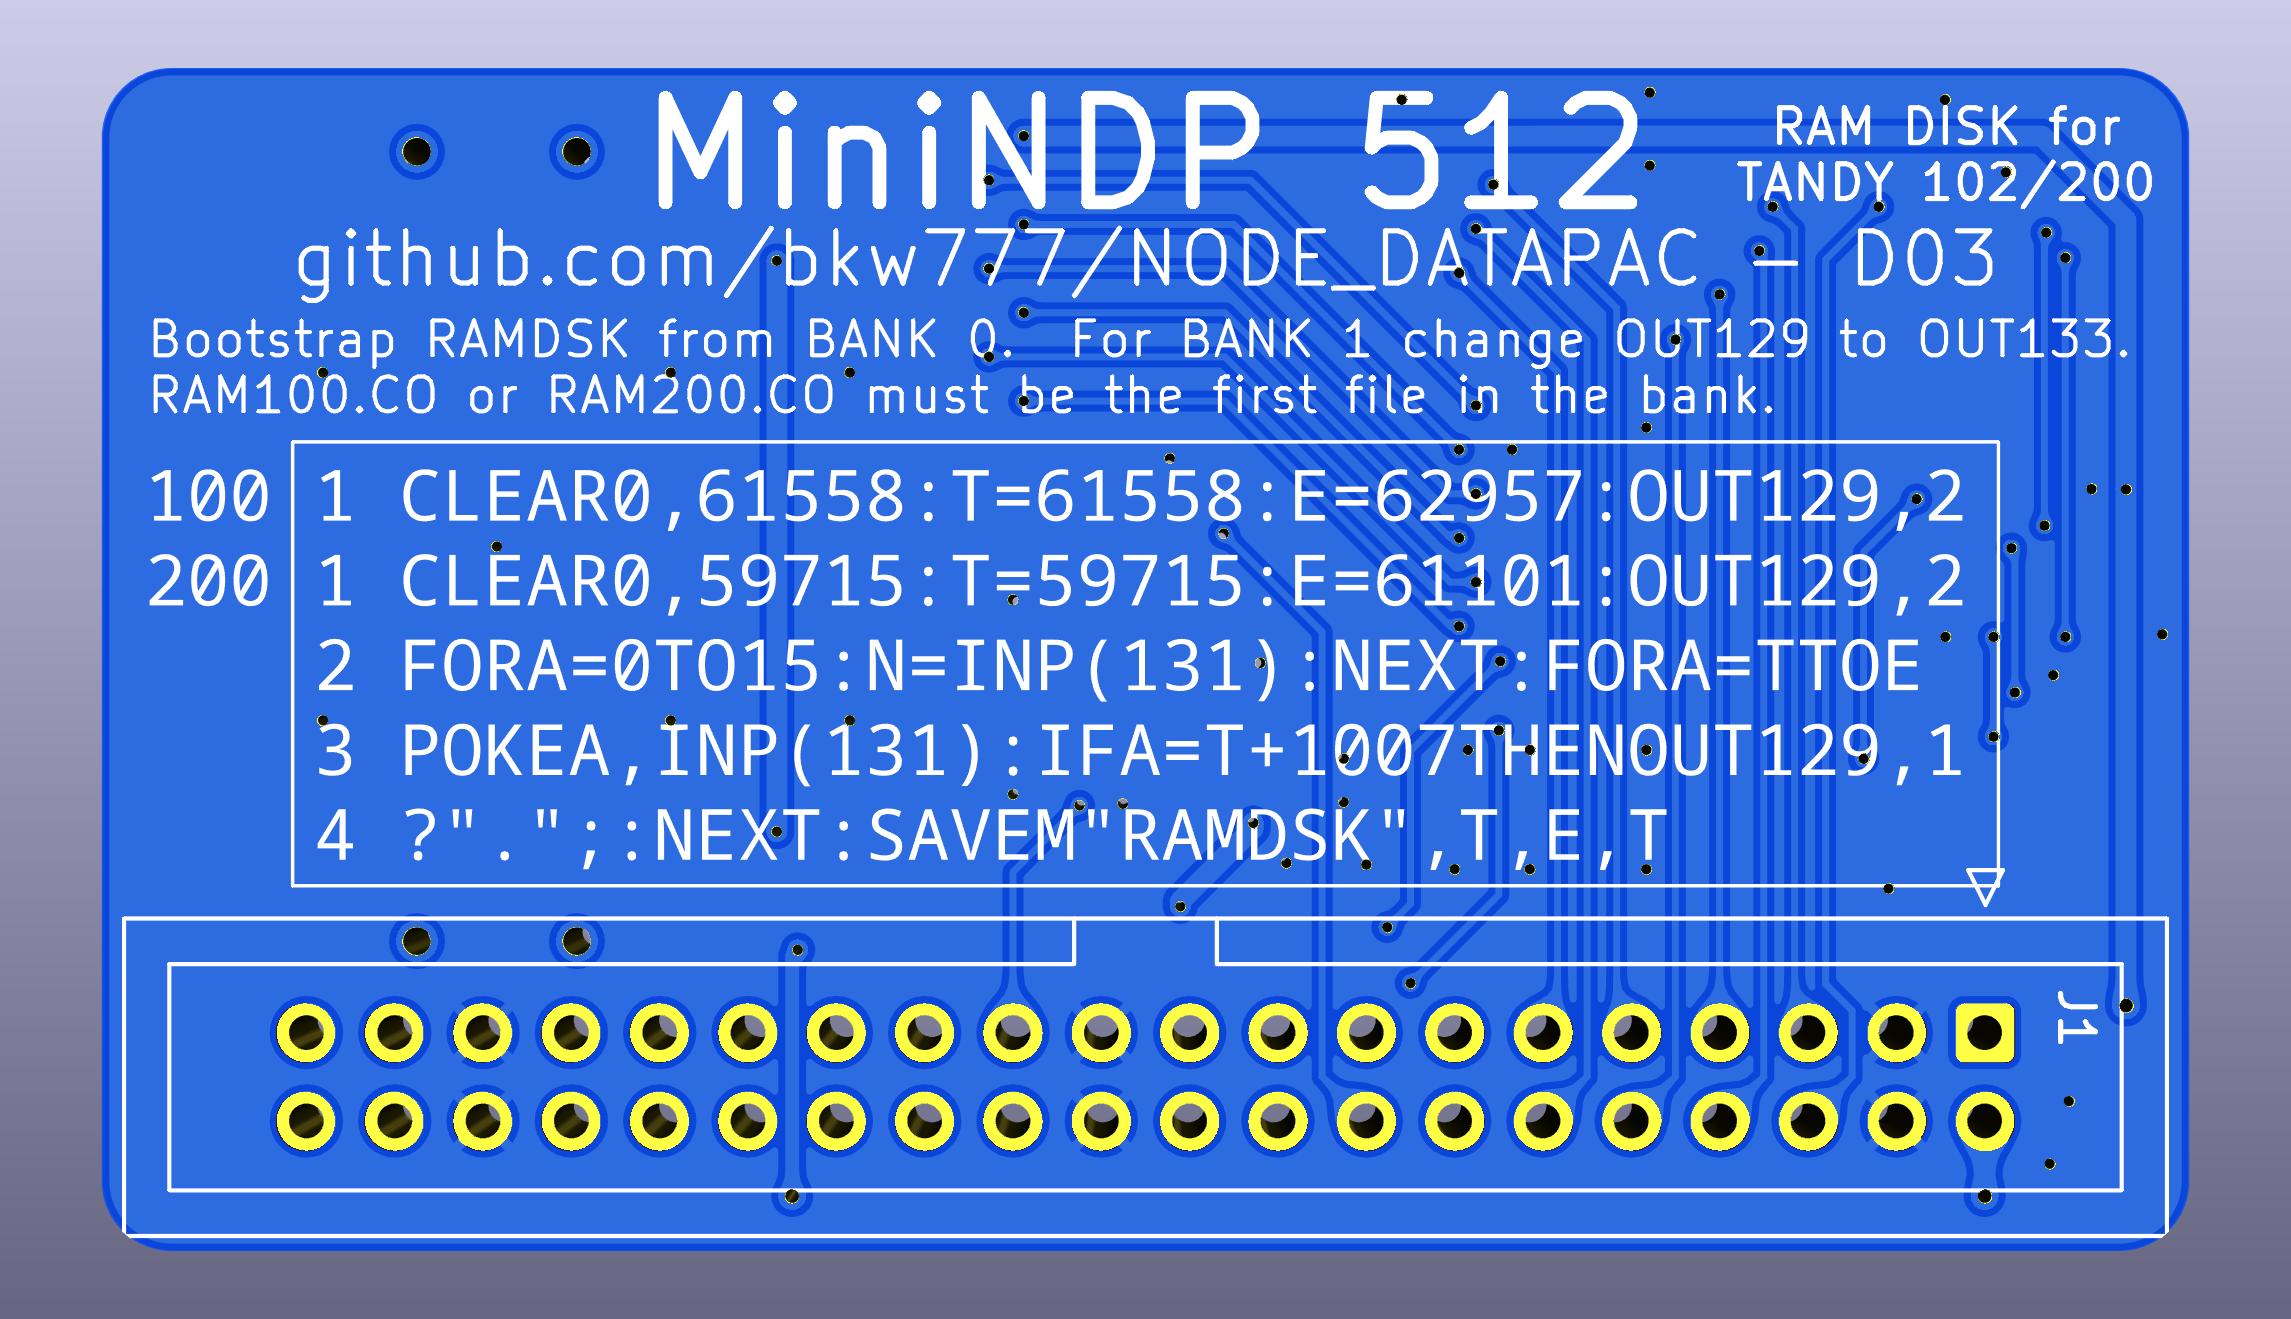 MiniNDP 512
RAM DISK for
TANDY 102/200
github.com/bkw777/NODE_DATAPAC – D03
Bootstrap RAMDSK from BANK 0.  For BANK 1 change OUT129 to OUT133.
RAM100.CO or RAM200.CO must be the first file in the bank.
100 1 CLEAR0,61558:T=61558:E=62957:OUT129,2
200 1 CLEAR0,59715:T=59715:E=61101:OUT129,2
2 FORA=0TO15:N=INP(131):NEXT:FORA=TTOE
3 POKEA,INP(131):IFA=T+1007THENOUT129,1
4 ?".";:NEXT:SAVEM"RAMDSK",T,E,T
J1